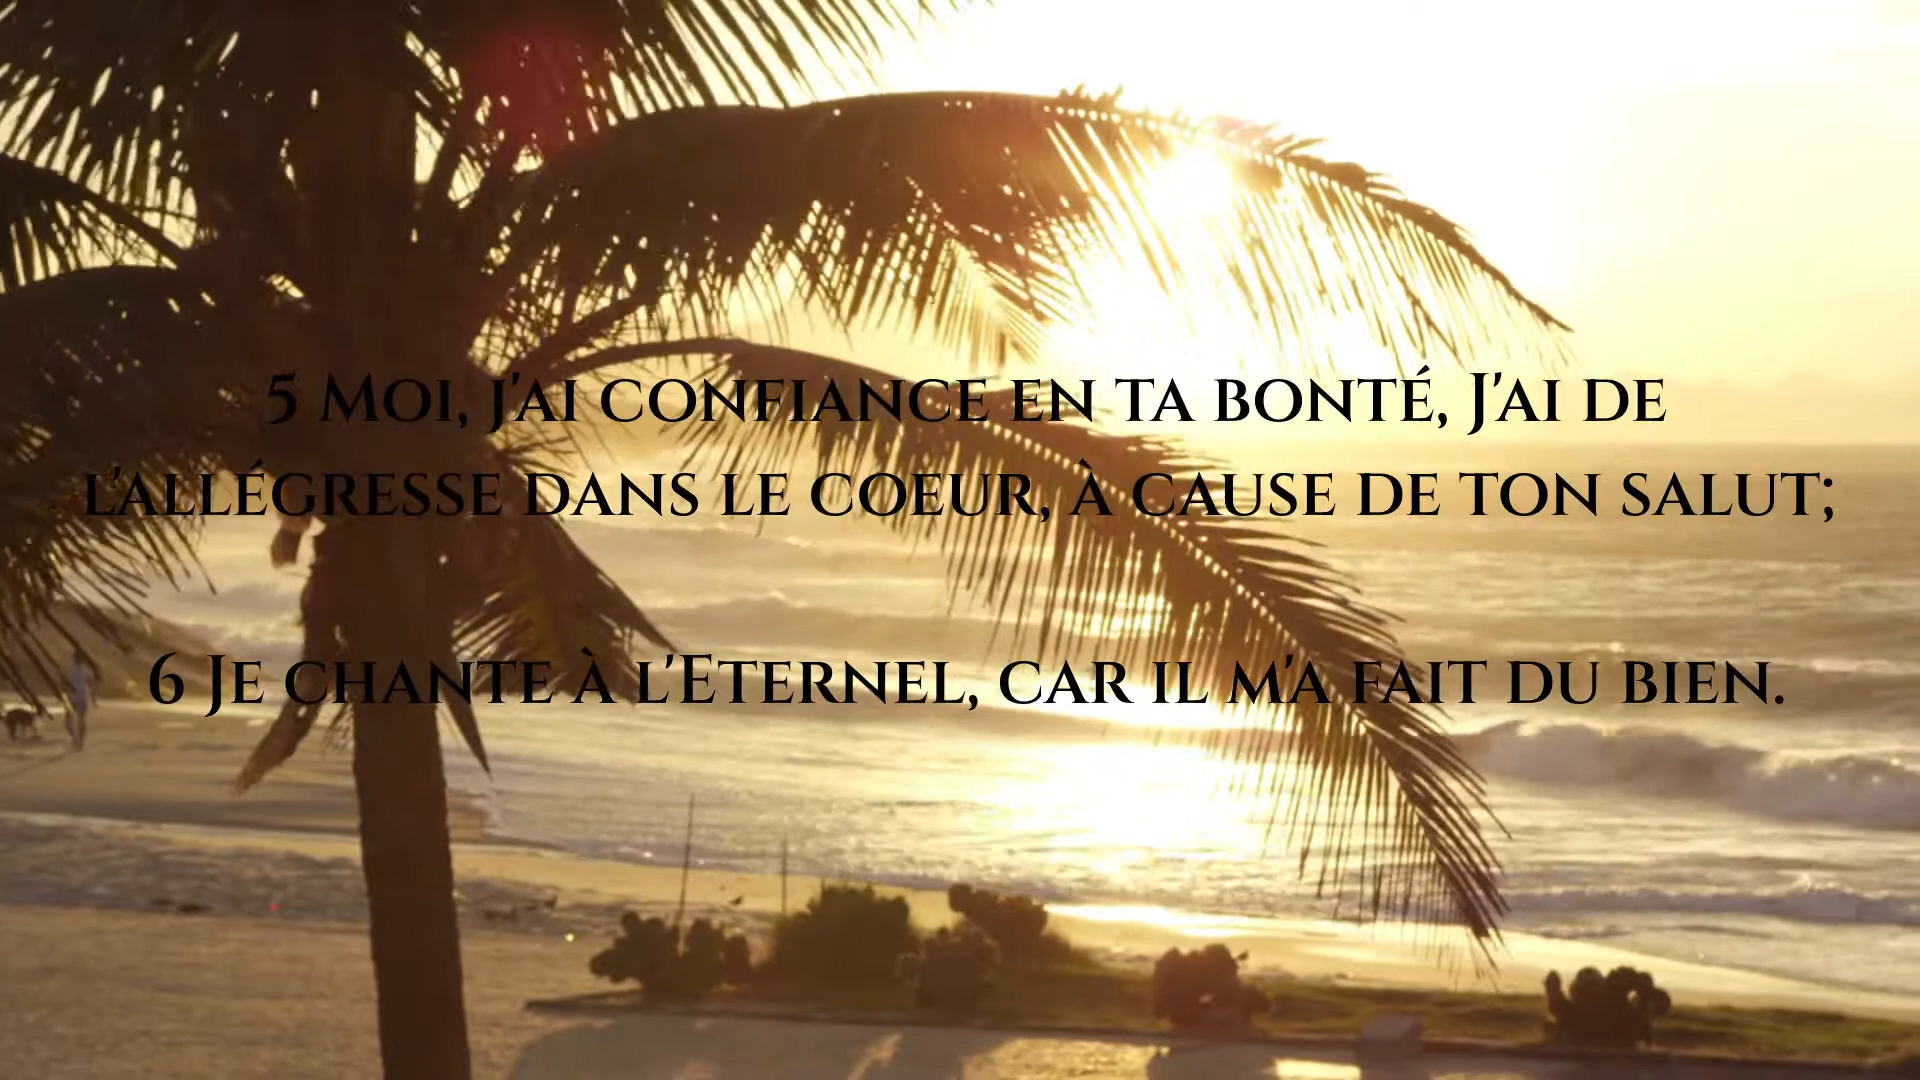 5 Moi, j'ai confiance en ta bonté, J'ai de
l'allégresse dans le coeur, à cause de ton salut;
6 Je chante à l'Eternel, car il m'a fait du bien.